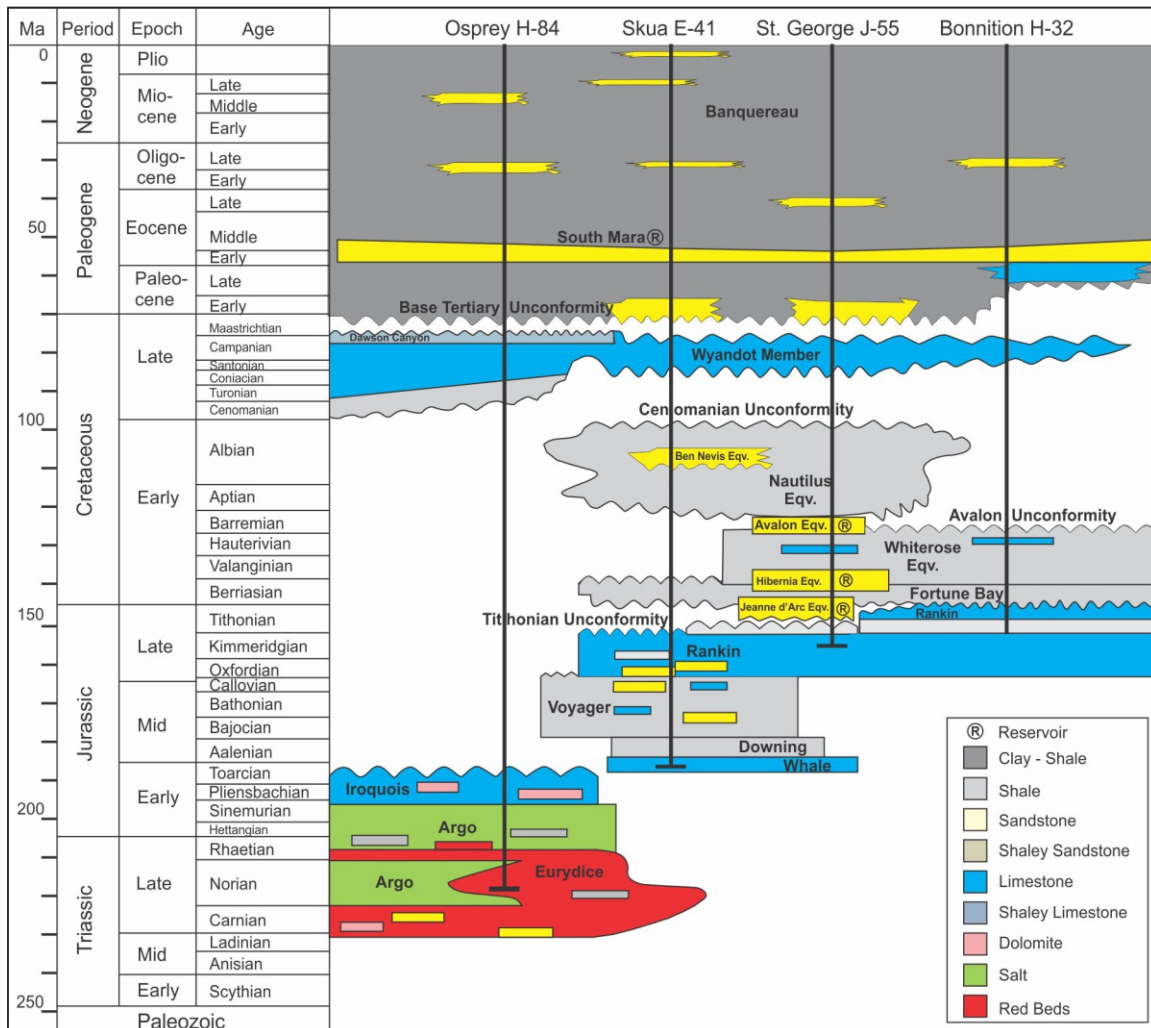 Ma Period Epoch Age Osprey H-84 Skua E-41 St. George J-55 Bonnition H-32
0
50
100
150
200
250
Neogene
Paleogene
Cretaceous
Jurassic
Triassic
Paleozoic
Plio
Mio-
cene
Oligo-
cene
Eocene
Paleo-
cene
Late
Early
Late
Mid
Early
Late
Mid
Early
Late
Middle
Early
Late
Early
Late
Middle
Early
Late
Early
Maastrichtian
Campanian
Santonian
Coniacian
Turonian
Cenomanian
Albian
Aptian
Barremian
Hauterivian
Valanginian
Berriasian
Tithonian
Kimmeridgian
Oxfordian
Callovian
Bathonian
Bajocian
Aalenian
Toarcian
Pliensbachian
Sinemurian
Hettangian
Rhaetian
Norian
Carnian
Ladinian
Anisian
Scythian
Banquereau
South Mara Ⓡ
Base Tertiary Unconformity
Dawson Canyon
Wyandot Member
Cenomanian Unconformity
Ben Nevis Eqv.
Nautilus
Eqv.
Avalon Eqv. Ⓡ
Avalon Unconformity
Whiterose
Eqv.
Hibernia Eqv. Ⓡ
Fortune Bay
Jeanne d'Arc Eqv. Ⓡ
Rankin
Tithonian Unconformity
Rankin
Voyager
Downing
Whale
Iroquois
Argo
Eurydice
Argo
Ⓡ Reservoir
Clay - Shale
Shale
Sandstone
Shaley Sandstone
Limestone
Shaley Limestone
Dolomite
Salt
Red Beds